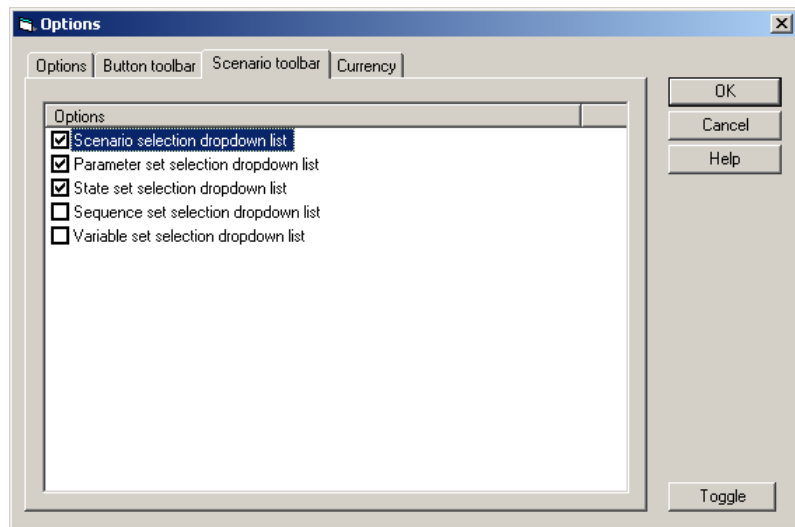 Options
Options Button toolbar Scenario toolbar Currency
OK
Cancel
Help
Options
Scenario selection dropdown list
Parameter set selection dropdown list
State set selection dropdown list
Sequence set selection dropdown list
Variable set selection dropdown list
Toggle